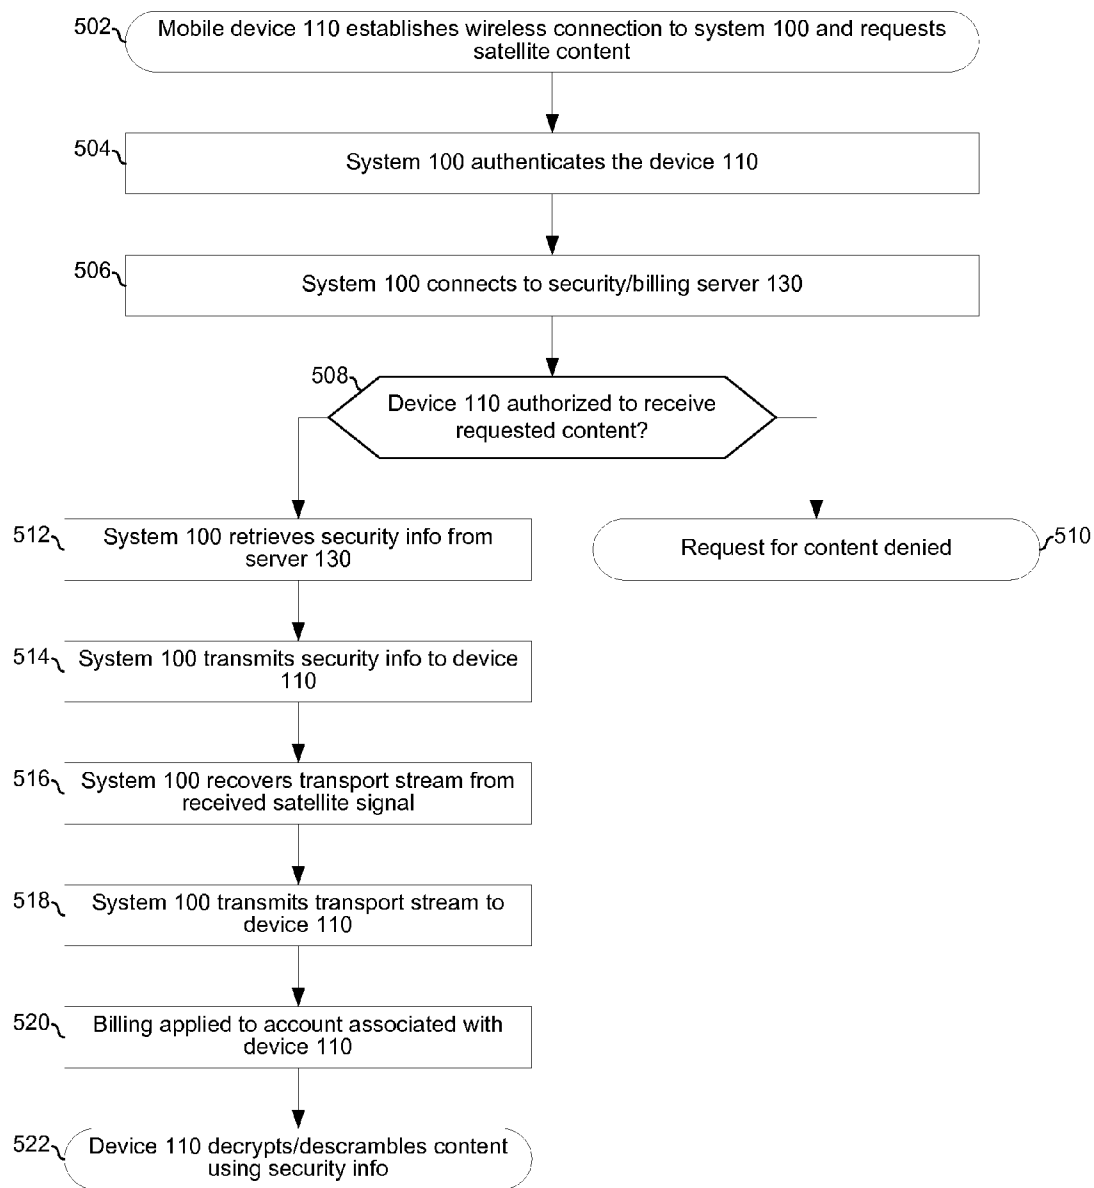 502
Mobile device 110 establishes wireless connection to system 100 and requests
satellite content
504
System 100 authenticates the device 110
506
System 100 connects to security/billing server 130
508
Device 110 authorized to receive
requested content?
512
System 100 retrieves security info from
server 130
Request for content denied
510
514
System 100 transmits security info to device
110
516
System 100 recovers transport stream from
received satellite signal
518
System 100 transmits transport stream to
device 110
520
Billing applied to account associated with
device 110
522
Device 110 decrypts/descrambles content
using security info